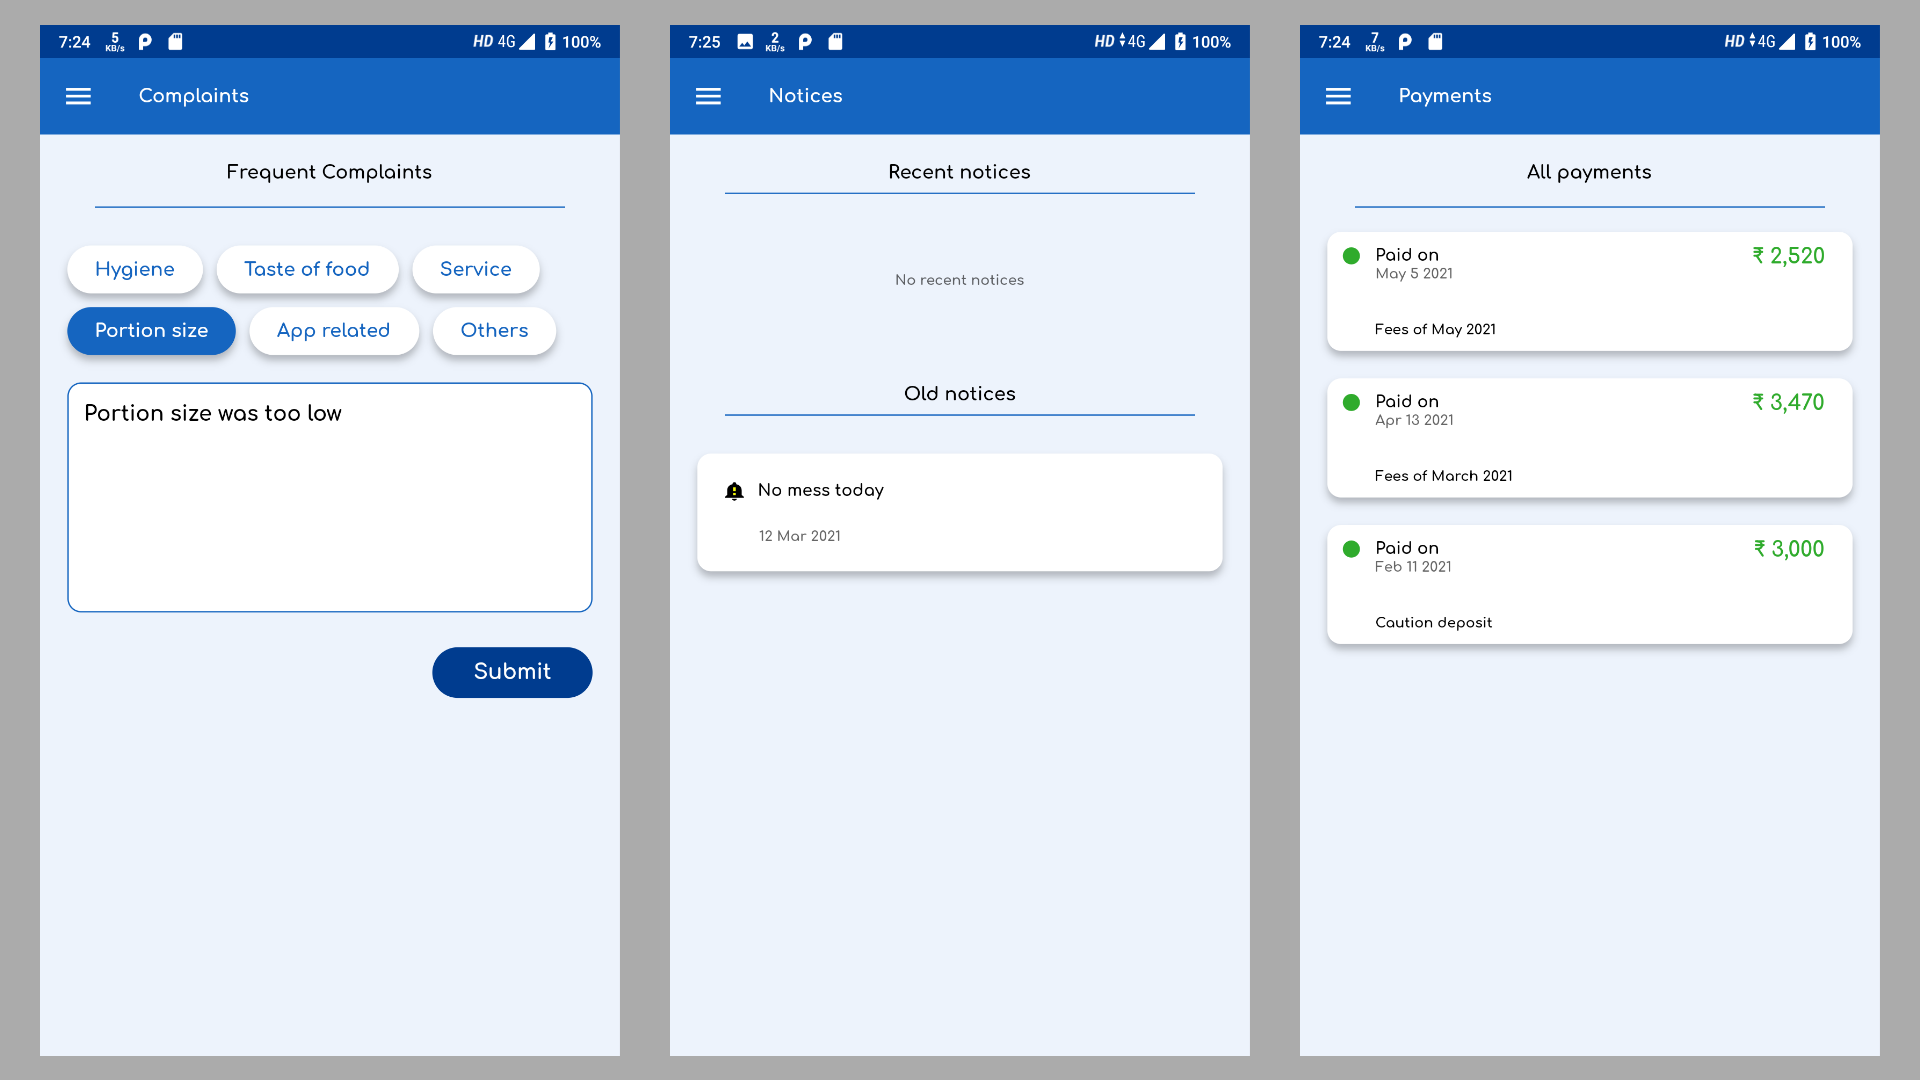 7:24 5 KB/s HD 4G 100%
Complaints
Frequent Complaints
Hygiene Taste of food Service
Portion size App related Others
Portion size was too low
Submit
7:25 2 KB/s HD 4G 100%
Notices
Recent notices
No recent notices
Old notices
No mess today
12 Mar 2021
7:24 7 KB/s HD 4G 100%
Payments
All payments
Paid on ₹ 2,520
May 5 2021
Fees of May 2021
Paid on ₹ 3,470
Apr 13 2021
Fees of March 2021
Paid on ₹ 3,000
Feb 11 2021
Caution deposit